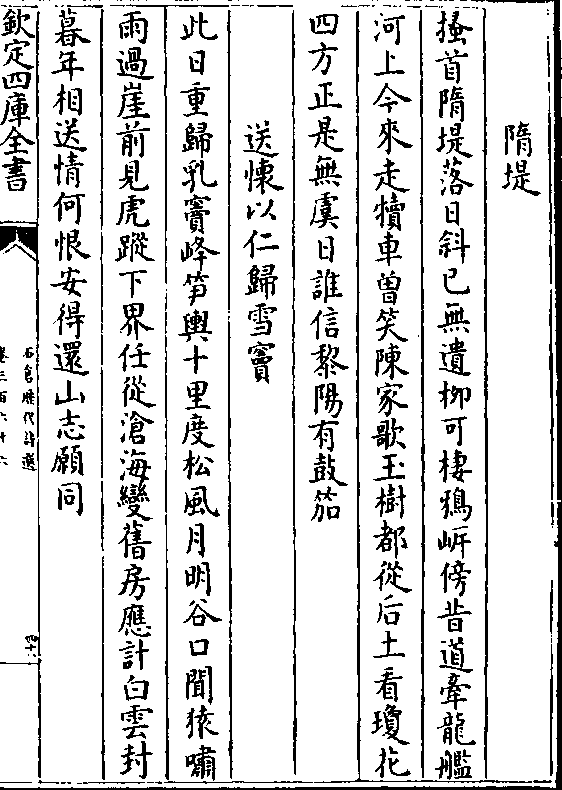 隋堤
搔首隋堤落日斜已無遺栁可棲鴉㟁傍昔道牽龍艦
河上今來走犢車曽笑陳家歌玉樹都從后土看瓊花
四方正是無虞日誰信黎陽有鼓笳
送懐以仁歸雪竇
此日重歸乳竇峰笋輿十里度松風月明谷口聞猿嘯
雨過崖前見虎蹤下界任從滄海變舊房應計白雲封
暮年相送情何恨安得還山志願同
欽定四庫全書
石倉歴代詩選
卷三百六十六
四十